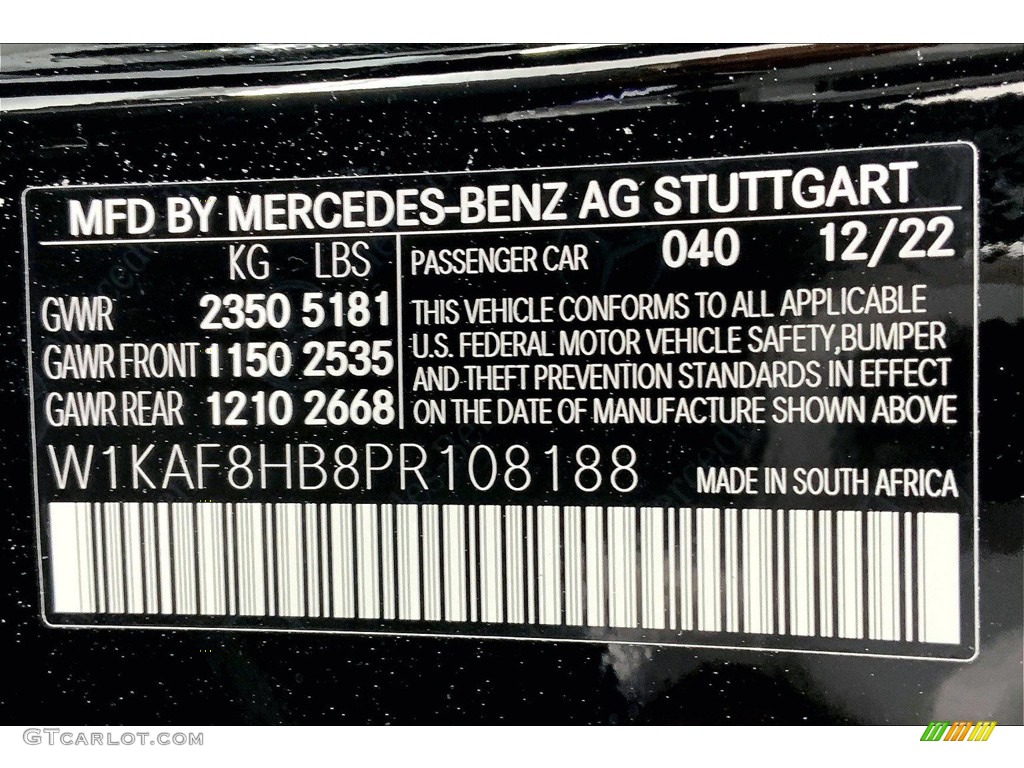 MFD BY MERCEDES-BENZ AG STUTTGART
KG LBS
GVWR 2350 5181
GAWR FRONT 1150 2535
GAWR REAR 1210 2668
PASSENGER CAR 040 12/22
THIS VEHICLE CONFORMS TO ALL APPLICABLE
U.S. FEDERAL MOTOR VEHICLE SAFETY,BUMPER
AND THEFT PREVENTION STANDARDS IN EFFECT
ON THE DATE OF MANUFACTURE SHOWN ABOVE
W1KAF8HB8PR108188
MADE IN SOUTH AFRICA
GTCARLOT.COM